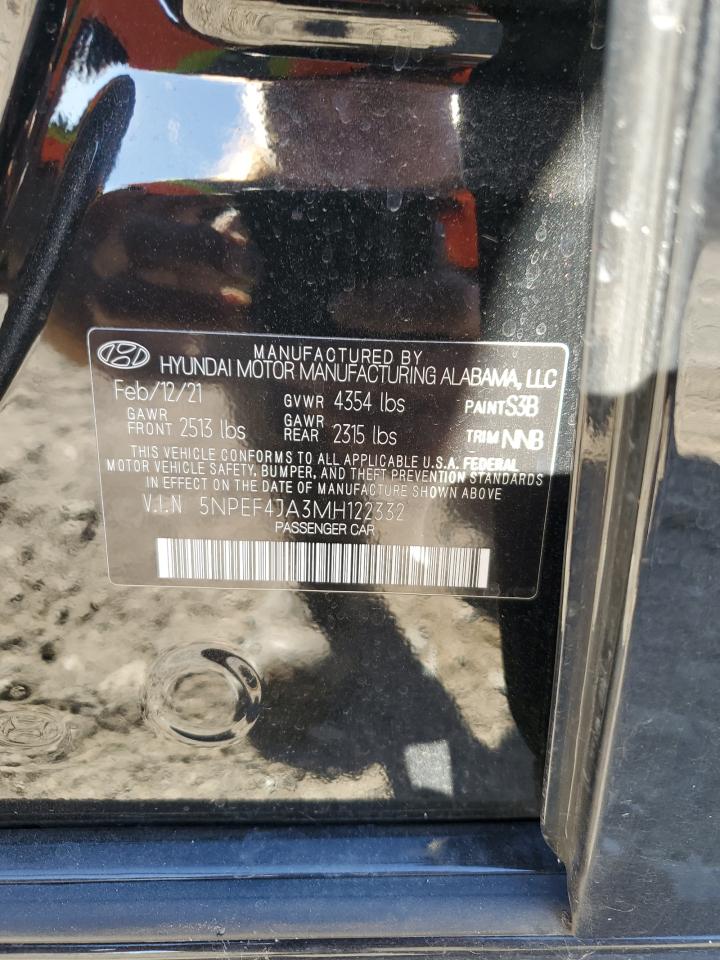 MANUFACTURED BY
HYUNDAI MOTOR MANUFACTURING ALABAMA, LLC
Feb/12/21 GVWR 4354 lbs PAINT S3B
GAWR FRONT 2513 lbs GAWR REAR 2315 lbs TRIM NNB
THIS VEHICLE CONFORMS TO ALL APPLICABLE U.S.A. FEDERAL
MOTOR VEHICLE SAFETY, BUMPER, AND THEFT PREVENTION STANDARDS
IN EFFECT ON THE DATE OF MANUFACTURE SHOWN ABOVE.
V.I.N 5NPEF4JA3MH122332
PASSENGER CAR